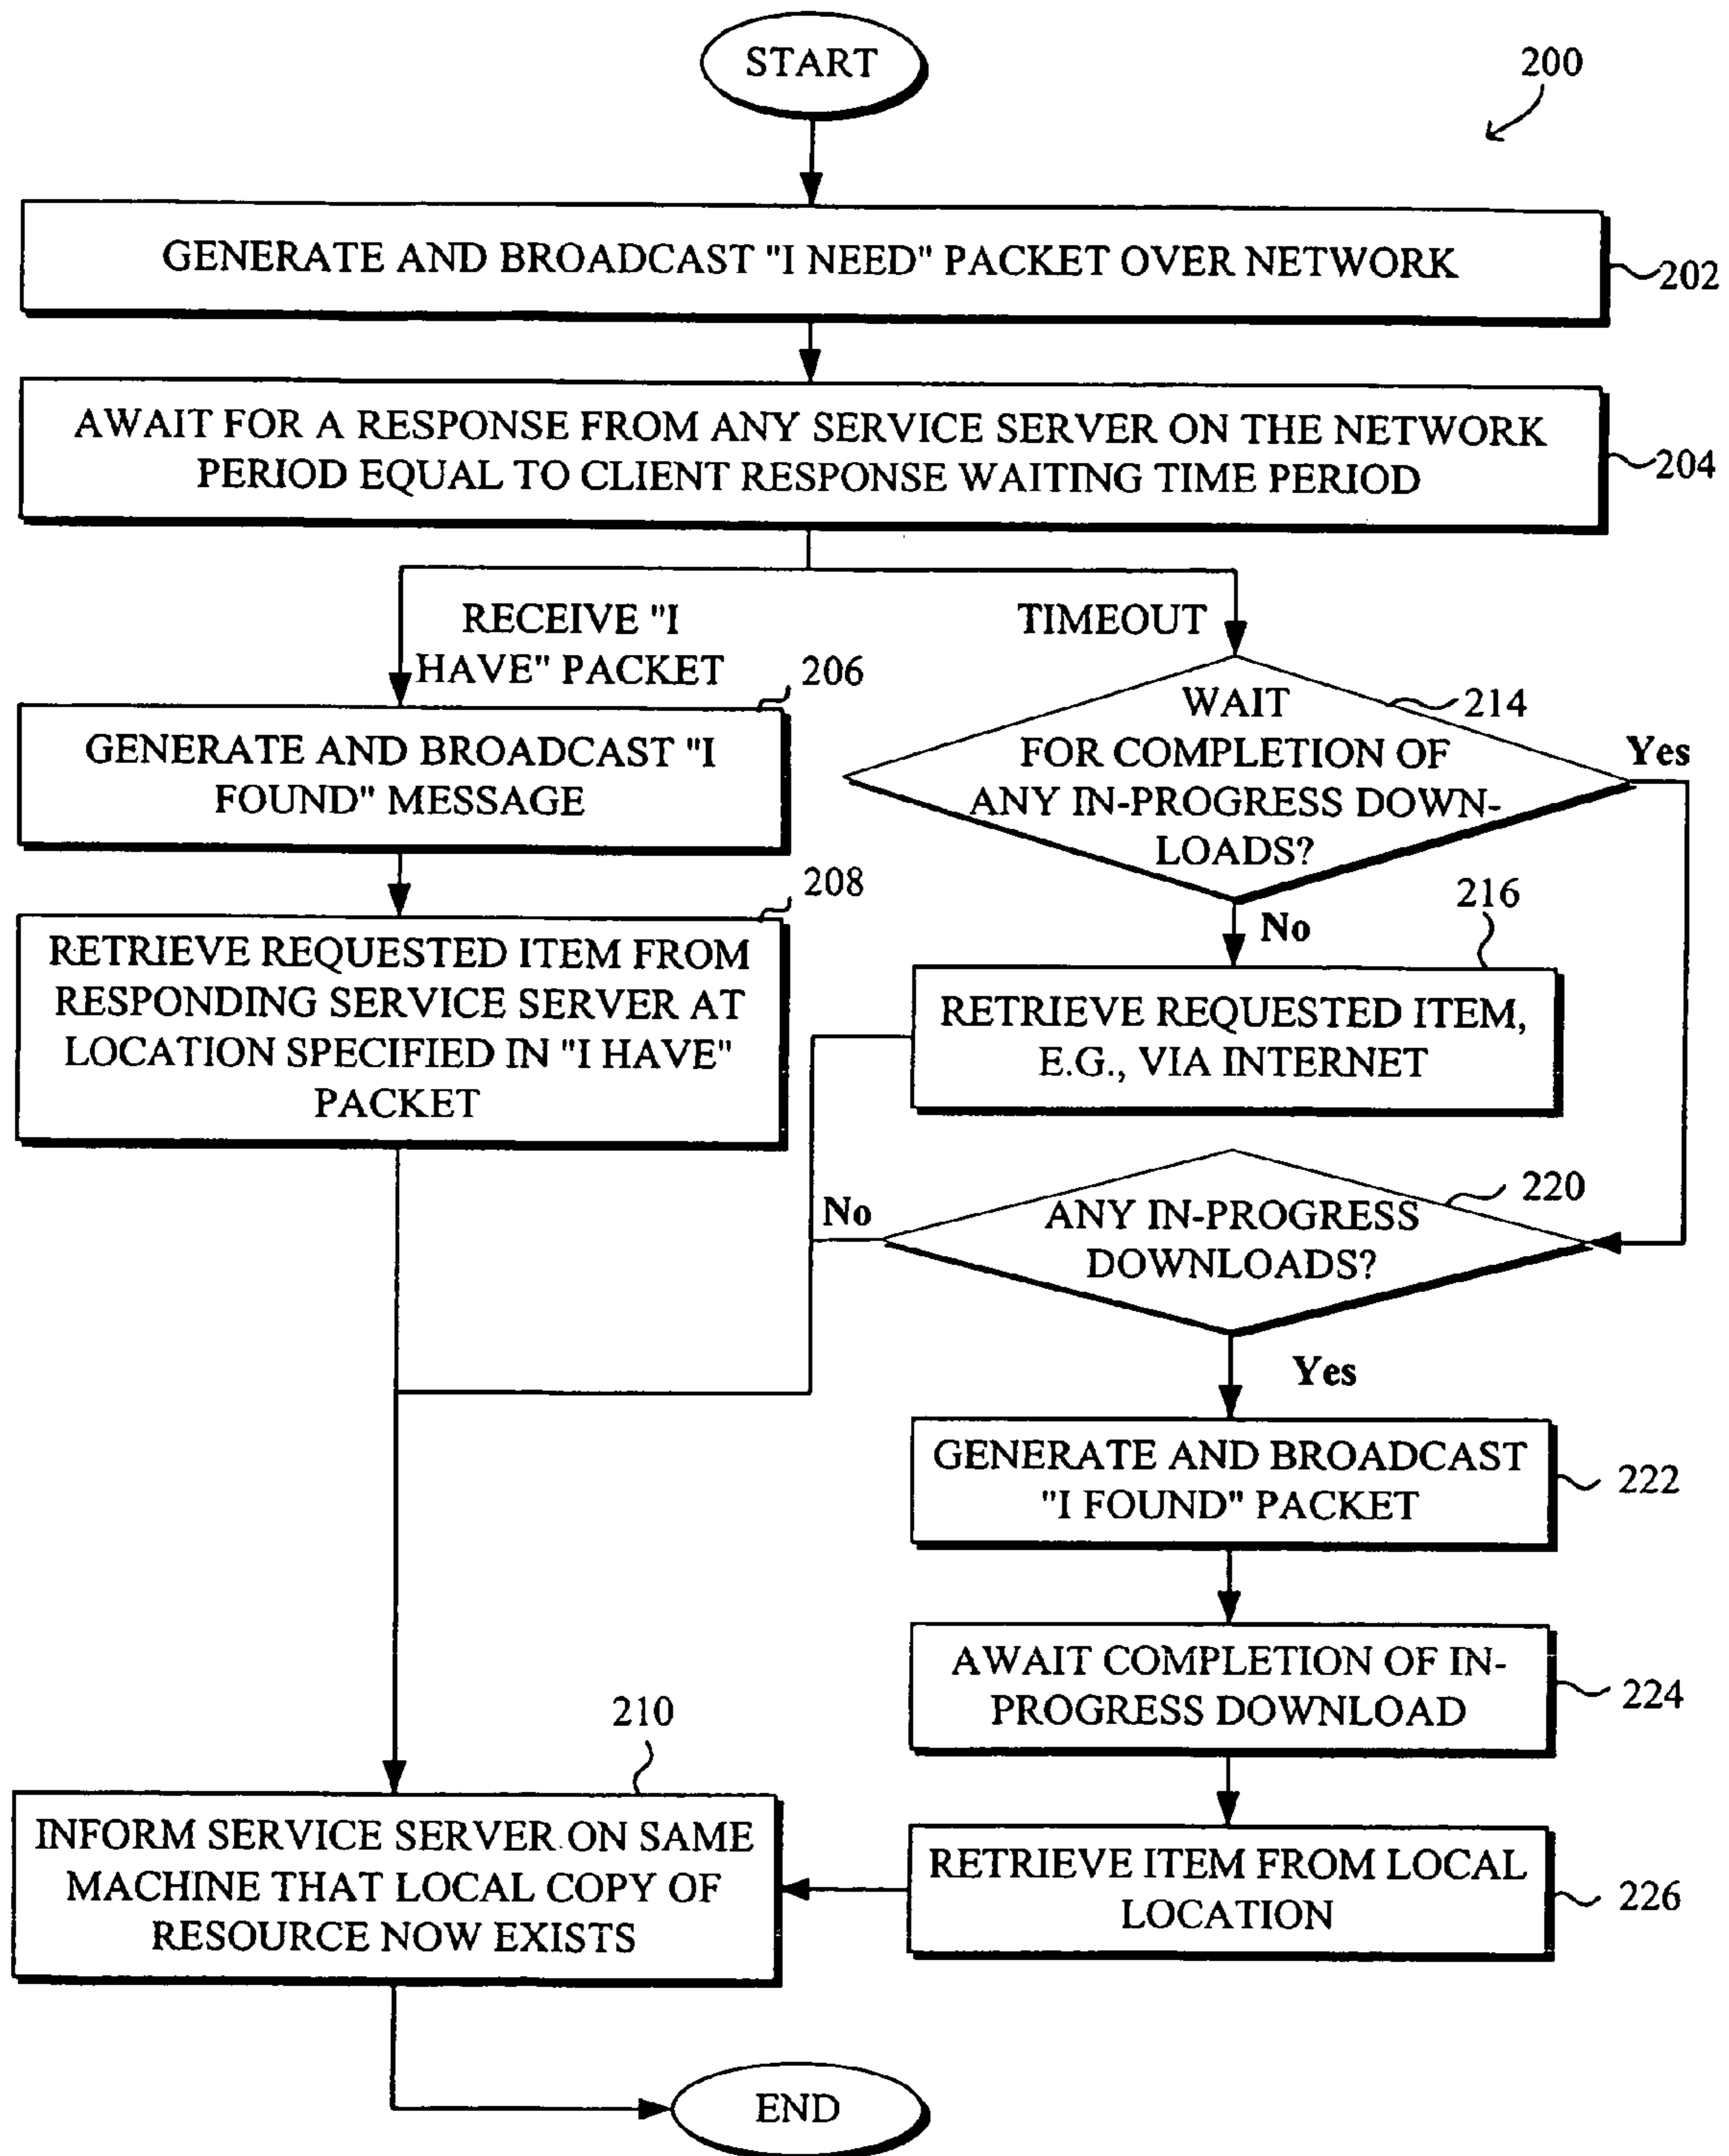 START
200
GENERATE AND BROADCAST "I NEED" PACKET OVER NETWORK
202
AWAIT FOR A RESPONSE FROM ANY SERVICE SERVER ON THE NETWORK
PERIOD EQUAL TO CLIENT RESPONSE WAITING TIME PERIOD
204
RECEIVE "I
HAVE" PACKET
TIMEOUT
206
GENERATE AND BROADCAST "I
FOUND" MESSAGE
214
WAIT
FOR COMPLETION OF
ANY IN-PROGRESS DOWN-
LOADS?
Yes
No
208
RETRIEVE REQUESTED ITEM FROM
RESPONDING SERVICE SERVER AT
LOCATION SPECIFIED IN "I HAVE"
PACKET
216
RETRIEVE REQUESTED ITEM,
E.G., VIA INTERNET
220
ANY IN-PROGRESS
DOWNLOADS?
No
Yes
GENERATE AND BROADCAST
"I FOUND" PACKET
222
AWAIT COMPLETION OF IN-
PROGRESS DOWNLOAD
224
210
INFORM SERVICE SERVER ON SAME
MACHINE THAT LOCAL COPY OF
RESOURCE NOW EXISTS
RETRIEVE ITEM FROM LOCAL
LOCATION
226
END